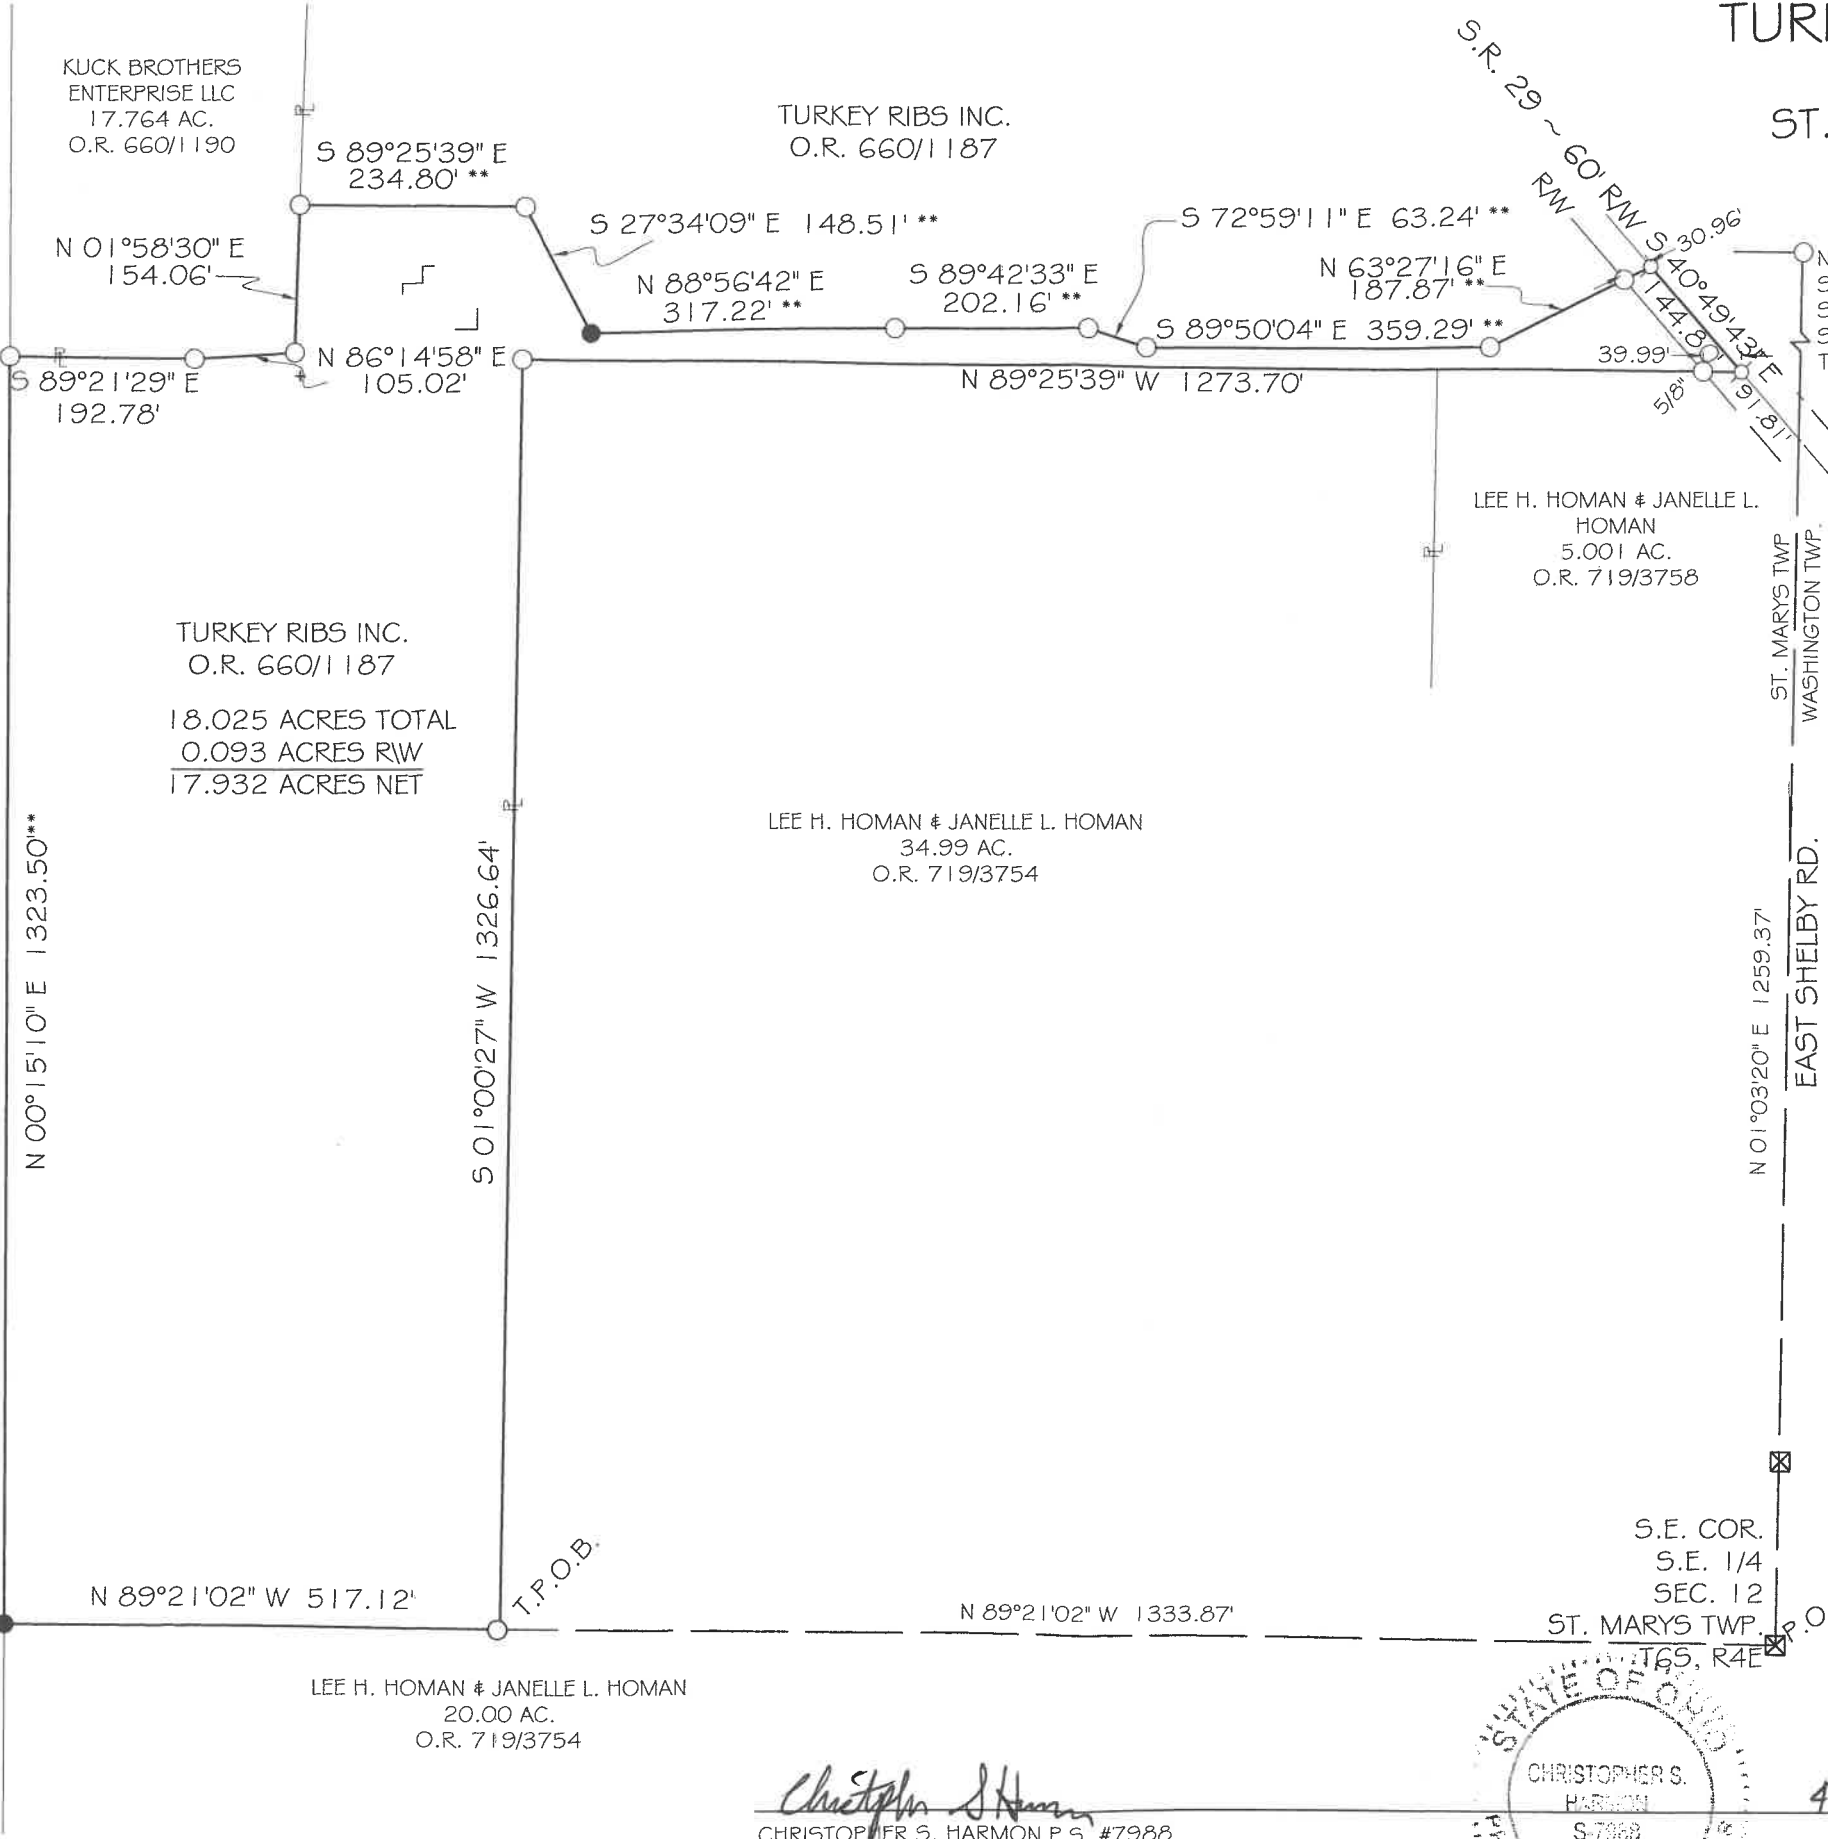 TUR
ST.
KUCK BROTHERS
ENTERPRISE LLC
17.764 AC.
O.R. 660/1190
TURKEY RIBS INC.
O.R. 660/1187
S.R. 29 ~ 60' R/W
R/W
S 89°25'39" E
234.80' **
S 27°34'09" E 148.51' **
S 72°59'11" E 63.24' **
30.96'
N 01°58'30" E
154.06'
N 88°56'42" E
317.22' **
S 89°42'33" E
202.16' **
N 63°27'16" E
187.87' **
S 40°49'43" E
S 89°50'04" E 359.29' **
39.99'
5/8"
91.81'
N 86°14'58" E
105.02'
S 89°21'29" E
192.78'
N 89°25'39" W 1273.70'
LEE H. HOMAN & JANELLE L.
HOMAN
5.001 AC.
O.R. 719/3758
ST. MARYS TWP
WASHINGTON TWP.
TURKEY RIBS INC.
O.R. 660/1187
18.025 ACRES TOTAL
0.093 ACRES R\W
17.932 ACRES NET
LEE H. HOMAN & JANELLE L. HOMAN
34.99 AC.
O.R. 719/3754
N 00°15'10" E 1323.50'**
S 01°00'27" W 1326.64'
N 01°03'20" E 1259.37'
EAST SHELBY RD.
S.E. COR.
S.E. 1/4
SEC. 12
ST. MARYS TWP.
T6S, R4E
P.O
N 89°21'02" W 517.12'
T.P.O.B.
N 89°21'02" W 1333.87'
LEE H. HOMAN & JANELLE L. HOMAN
20.00 AC.
O.R. 719/3754
STATE OF OHIO
CHRISTOPHER S.
HARMON
S-7988
4
CHRISTOPHER S. HARMON P.S. #7988